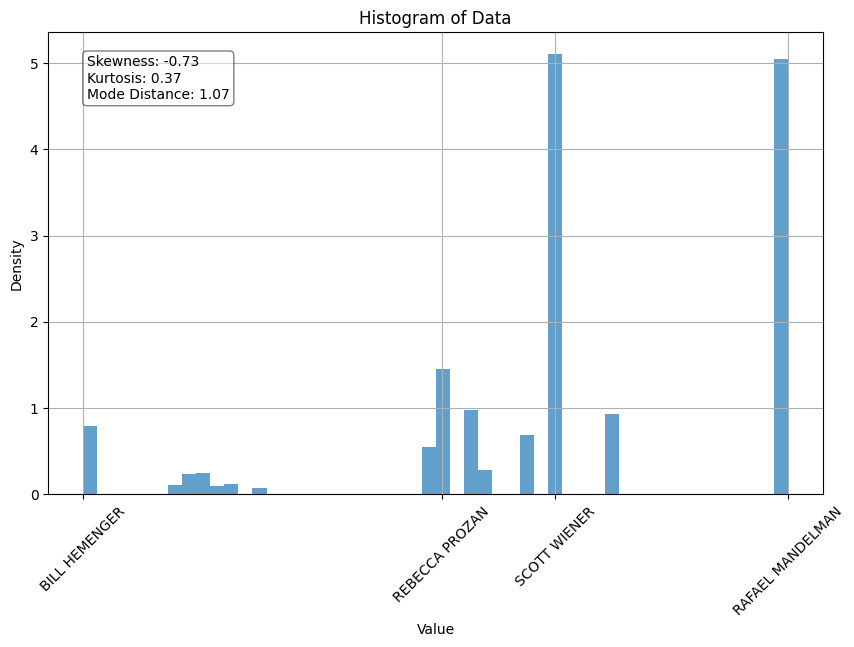 Histogram of Data
Skewness: -0.73
Kurtosis: 0.37
Mode Distance: 1.07
Density
5
4
3
2
1
0
BILL HEMENGER
REBECCA PROZAN
SCOTT WIENER
RAFAEL MANDELMAN
Value